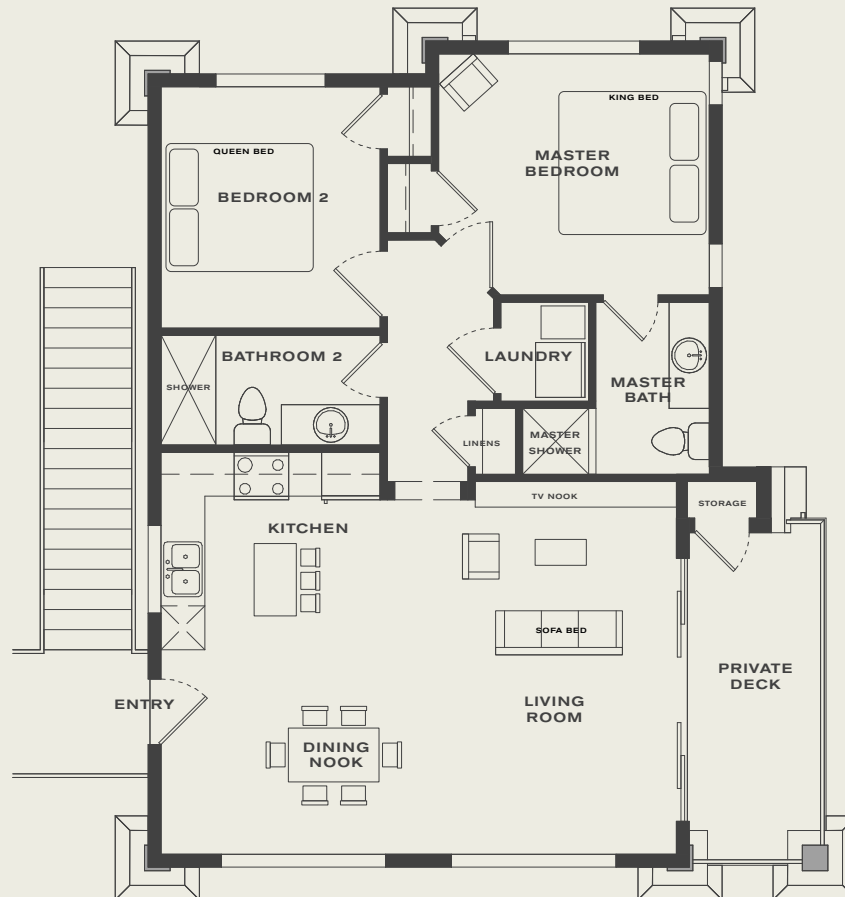 KING BED
QUEEN BED
MASTER
BEDROOM
BEDROOM 2
BATHROOM 2
LAUNDRY
SHOWER
MASTER
BATH
LINENS
MASTER
SHOWER
TV NOOK
STORAGE
KITCHEN
SOFA BED
PRIVATE
DECK
ENTRY
LIVING
ROOM
DINING
NOOK